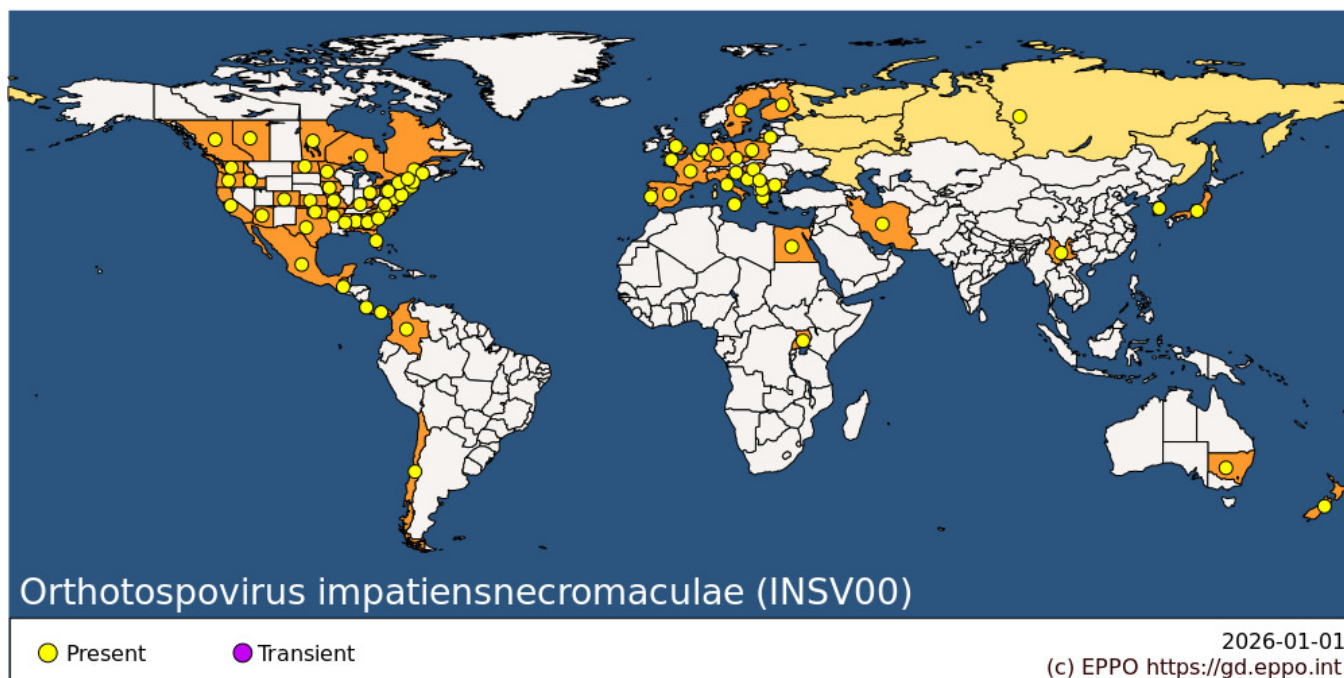 Orthotospovirus impatiensnecromaculae (INSV00)
Present
Transient
2026-01-01
(c) EPPO https://gd.eppo.int